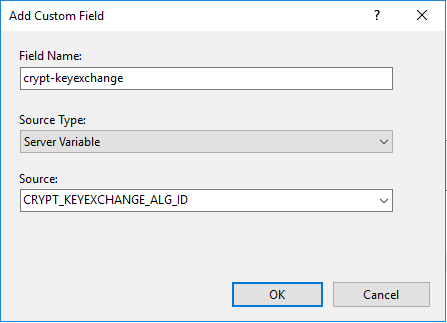 Add Custom Field
?
Field Name:
crypt-keyexchange
Source Type:
Server Variable
Source:
CRYPT_KEYEXCHANGE_ALG_ID
OK
Cancel